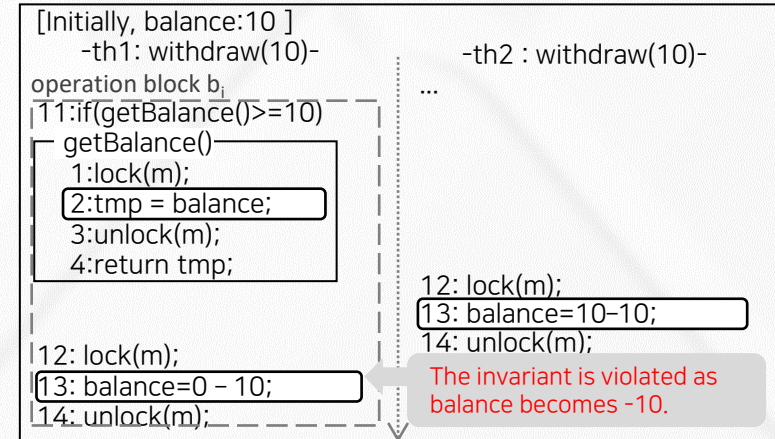 [Initially, balance:10 ]
-th1: withdraw(10)-
operation block bi
11:if(getBalance()>=10)
getBalance()
1:lock(m);
2:tmp = balance;
3:unlock(m);
4:return tmp;
12: lock(m);
13: balance=0 – 10;
14: unlock(m);
-th2 : withdraw(10)-
...
12: lock(m);
13: balance=10–10;
14: unlock(m);
The invariant is violated as
balance becomes -10.